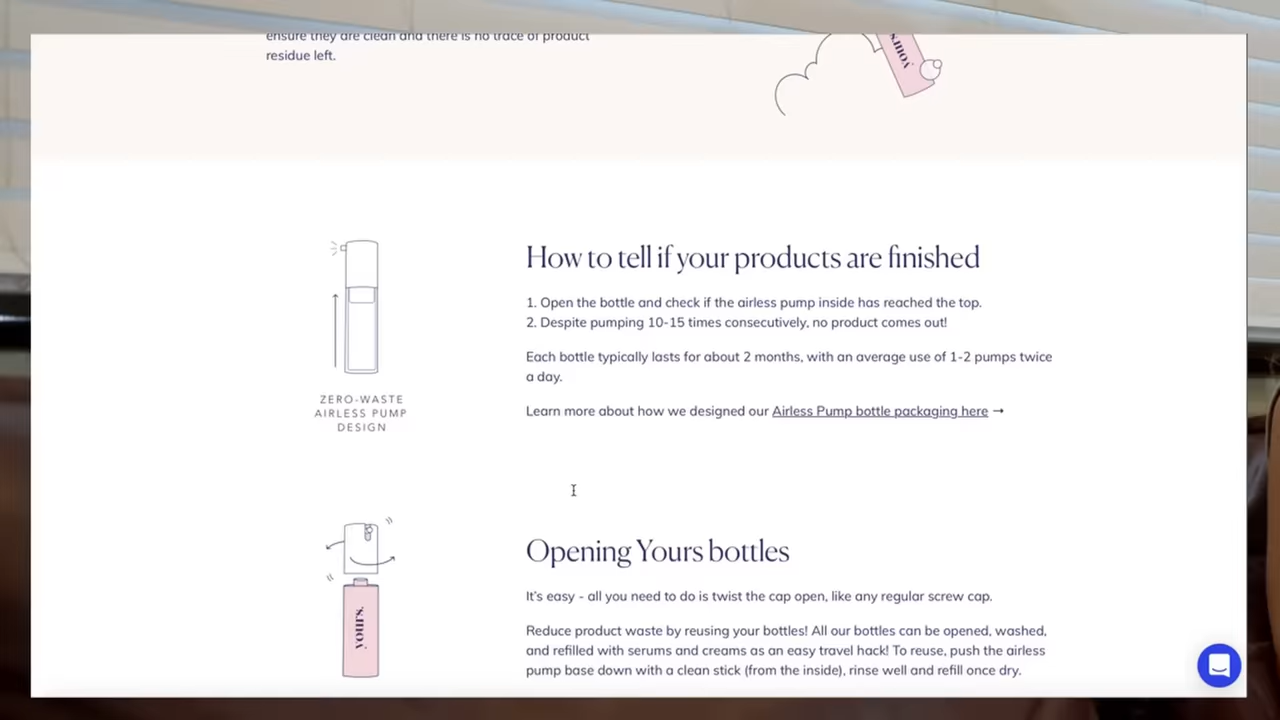 ensure they are clean and there is no trace of product
residue left.
yours.
How to tell if your products are finished
1. Open the bottle and check if the airless pump inside has reached the top.
2. Despite pumping 10-15 times consecutively, no product comes out!
Each bottle typically lasts for about 2 months, with an average use of 1-2 pumps twice
a day.
Learn more about how we designed our Airless Pump bottle packaging here →
ZERO-WASTE
AIRLESS PUMP
DESIGN
Opening Yours bottles
It's easy - all you need to do is twist the cap open, like any regular screw cap.
Reduce product waste by reusing your bottles! All our bottles can be opened, washed,
and refilled with serums and creams as an easy travel hack! To reuse, push the airless
pump base down with a clean stick (from the inside), rinse well and refill once dry.
yours.